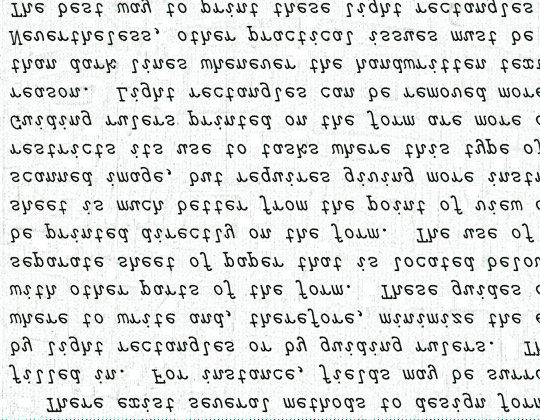 There exist several methods to design form
filled in. For instance, fields may be surro
by light rectangles or by guiding rulers. Th
where to write and, therefore, minimize the e
with other parts of the form. These guides c
separate sheet of paper that is located below
be printed directly on the form. The use of
sheet is much better from the point of view o
scanned image, but requires giving more instr
restricts its use to tasks where this type of
Guiding rulers printed on the form are more c
reason. Light rectangles can be removed more
than dark lines whenever the handwritten text
Nevertheless, other practical issues must be
The best way to print these light rectangles